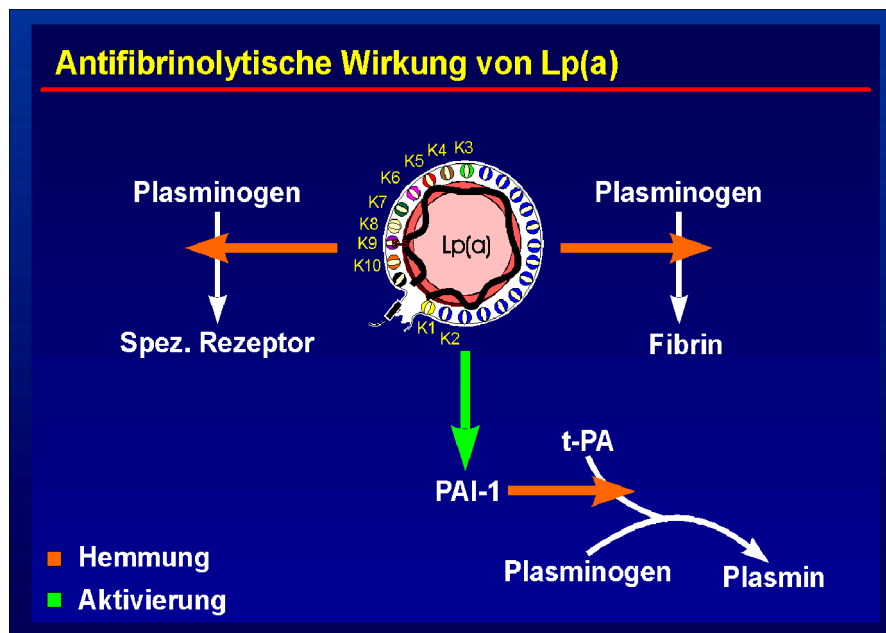 Antifibrinolytische Wirkung von Lp(a)
K3
K4
K5
K6
K7
K8
K9
K10
K1
K2
Lp(a)
Plasminogen
Spez. Rezeptor
Plasminogen
Fibrin
PAI-1
t-PA
Plasminogen
Plasmin
Hemmung
Aktivierung